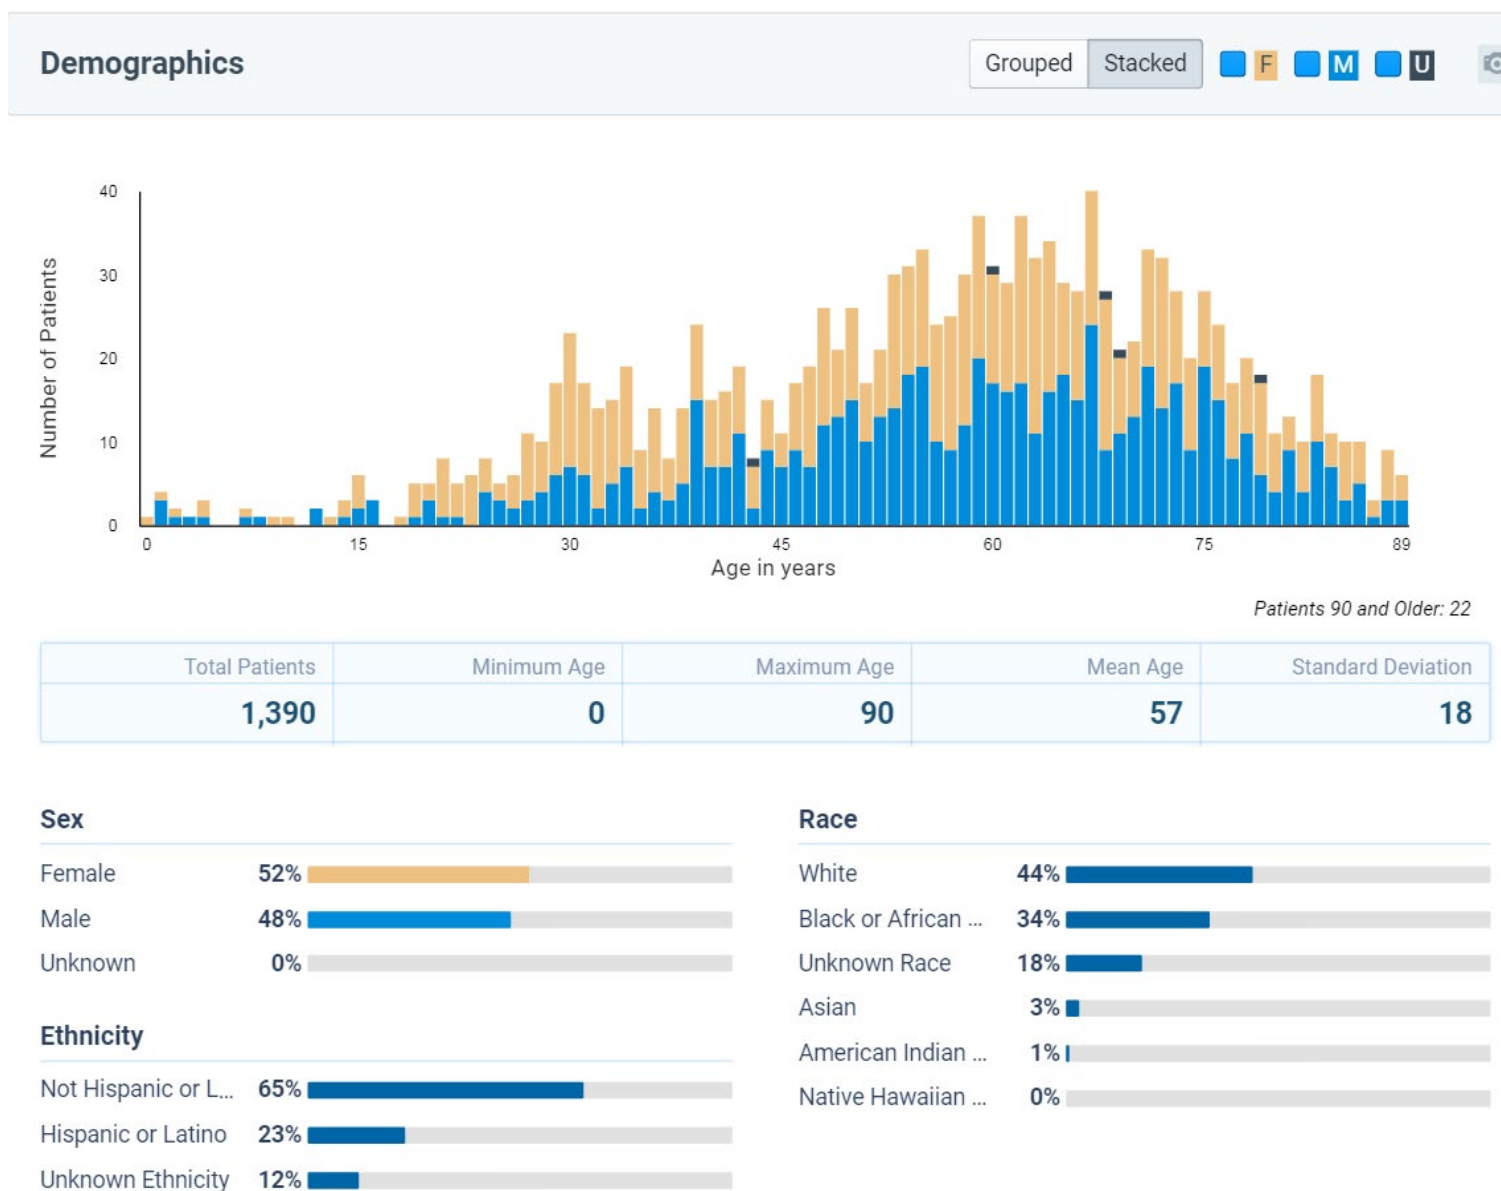 Demographics
Grouped Stacked F M U
Number of Patients
40
30
20
10
0
0 15 30 45 60 75 89
Age in years
Patients 90 and Older: 22
Total Patients Minimum Age Maximum Age Mean Age Standard Deviation
1,390 0 90 57 18
Sex
Female 52%
Male 48%
Unknown 0%
Ethnicity
Not Hispanic or L... 65%
Hispanic or Latino 23%
Unknown Ethnicity 12%
Race
White 44%
Black or African ... 34%
Unknown Race 18%
Asian 3%
American Indian ... 1%
Native Hawaiian ... 0%